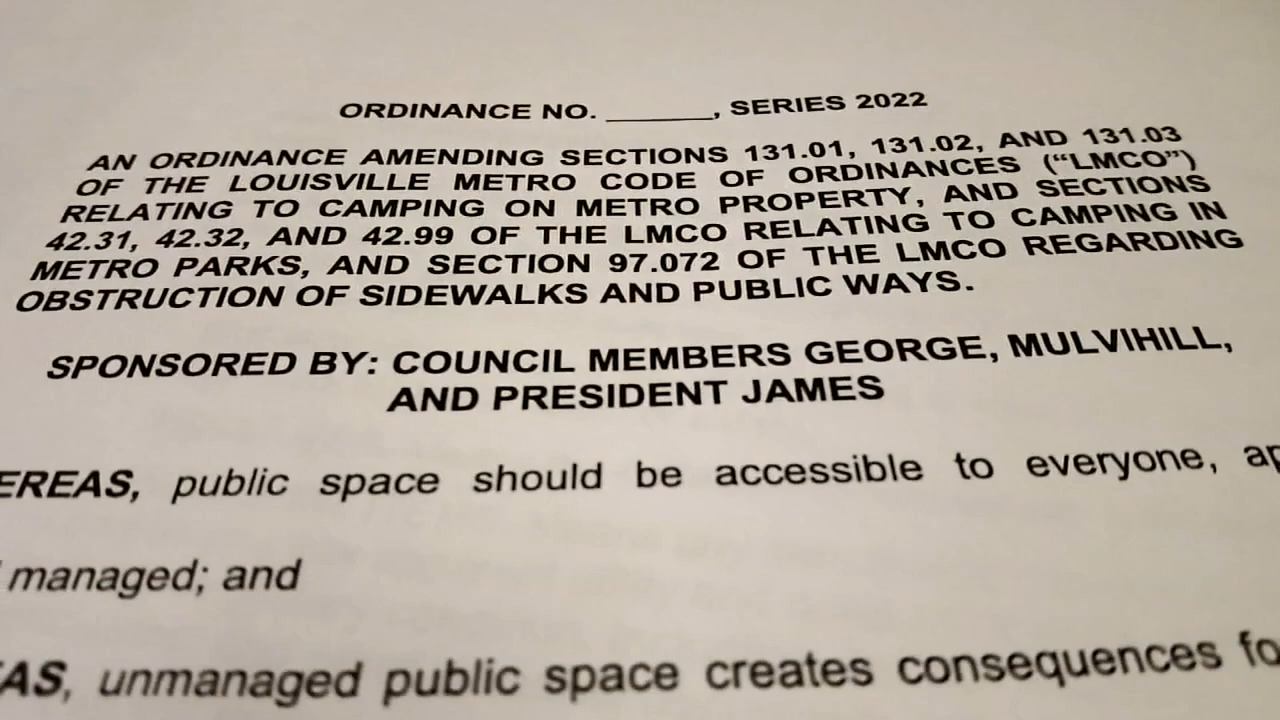 ORDINANCE NO. ______, SERIES 2022
AN ORDINANCE AMENDING SECTIONS 131.01, 131.02, AND 131.03
OF THE LOUISVILLE METRO CODE OF ORDINANCES ("LMCO")
RELATING TO CAMPING ON METRO PROPERTY, AND SECTIONS
42.31, 42.32, AND 42.99 OF THE LMCO RELATING TO CAMPING IN
METRO PARKS, AND SECTION 97.072 OF THE LMCO REGARDING
OBSTRUCTION OF SIDEWALKS AND PUBLIC WAYS.
SPONSORED BY: COUNCIL MEMBERS GEORGE, MULVIHILL,
AND PRESIDENT JAMES
EREAS, public space should be accessible to everyone, ap
managed; and
EAS, unmanaged public space creates consequences fo